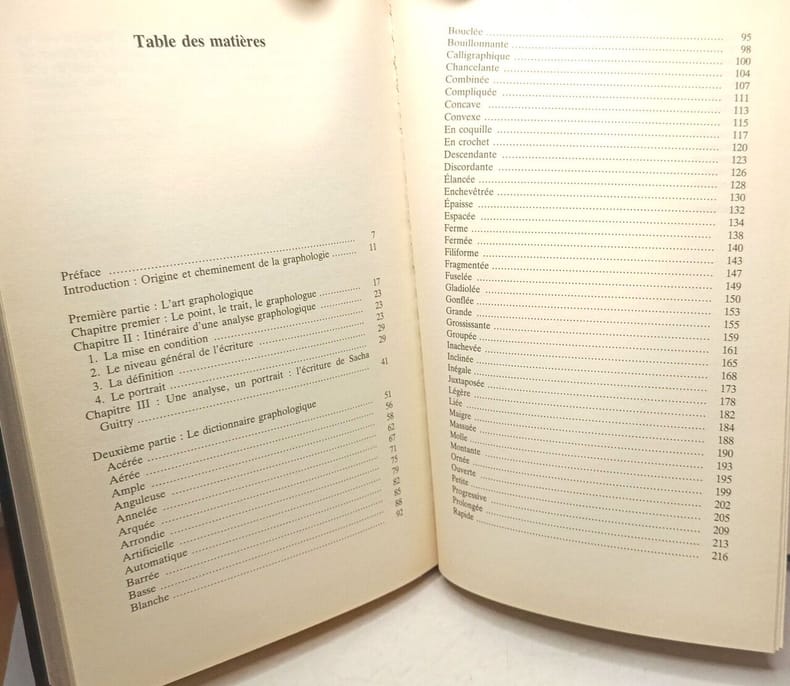 Table des matières
Préface ........ 7
Introduction : Origine et cheminement de la graphologie ........ 11
Première partie : L'art graphologique
Chapitre premier : Le point, le trait, le graphologue ........ 17
Chapitre II : Itinéraire d'une analyse graphologique ........ 23
1. La mise en condition ........ 23
2. Le niveau général de l'écriture ........ 23
3. La définition ........ 29
4. Le portrait ........ 29
Chapitre III : Une analyse, un portrait : l'écriture de Sacha
Guitry ........ 41
Deuxième partie : Le dictionnaire graphologique
Acérée ........ 51
Aérée ........ 56
Ample ........ 58
Anguleuse ........ 62
Annelée ........ 67
Arquée ........ 71
Arrondie ........ 75
Artificielle ........ 79
Automatique ........ 82
Barrée ........ 85
Basse ........ 88
Blanche ........ 92
Bouclée ........ 95
Bouillonnante ........ 98
Calligraphique ........ 100
Chancelante ........ 104
Combinée ........ 107
Compliquée ........ 111
Concave ........ 113
Convexe ........ 115
En coquille ........ 117
En crochet ........ 120
Descendante ........ 123
Discordante ........ 126
Élancée ........ 128
Enchevêtrée ........ 130
Épaisse ........ 132
Espacée ........ 134
Ferme ........ 138
Fermée ........ 140
Filiforme ........ 143
Fragmentée ........ 147
Fuselée ........ 149
Gladiolée ........ 150
Gonflée ........ 153
Grande ........ 155
Grossissante ........ 159
Groupée ........ 161
Inachevée ........ 165
Inclinée ........ 168
Inégale ........ 173
Juxtaposée ........ 178
Légère ........ 182
Liée ........ 184
Maigre ........ 188
Massuée ........ 190
Molle ........ 193
Montante ........ 195
Ornée ........ 199
Ouverte ........ 202
Petite ........ 205
Progressive ........ 209
Prolongée ........ 213
Rapide ........ 216